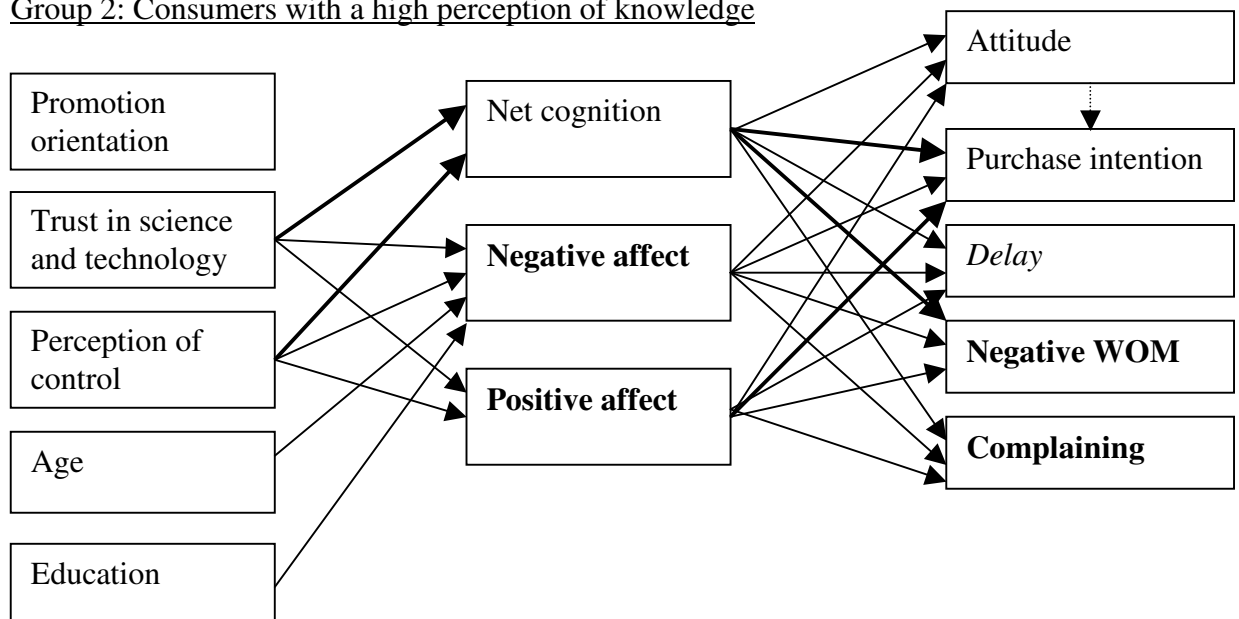 Group 2: Consumers with a high perception of knowledge
Promotion
orientation
Trust in science
and technology
Perception of
control
Age
Education
Net cognition
Negative affect
Positive affect
Attitude
Purchase intention
Delay
Negative WOM
Complaining